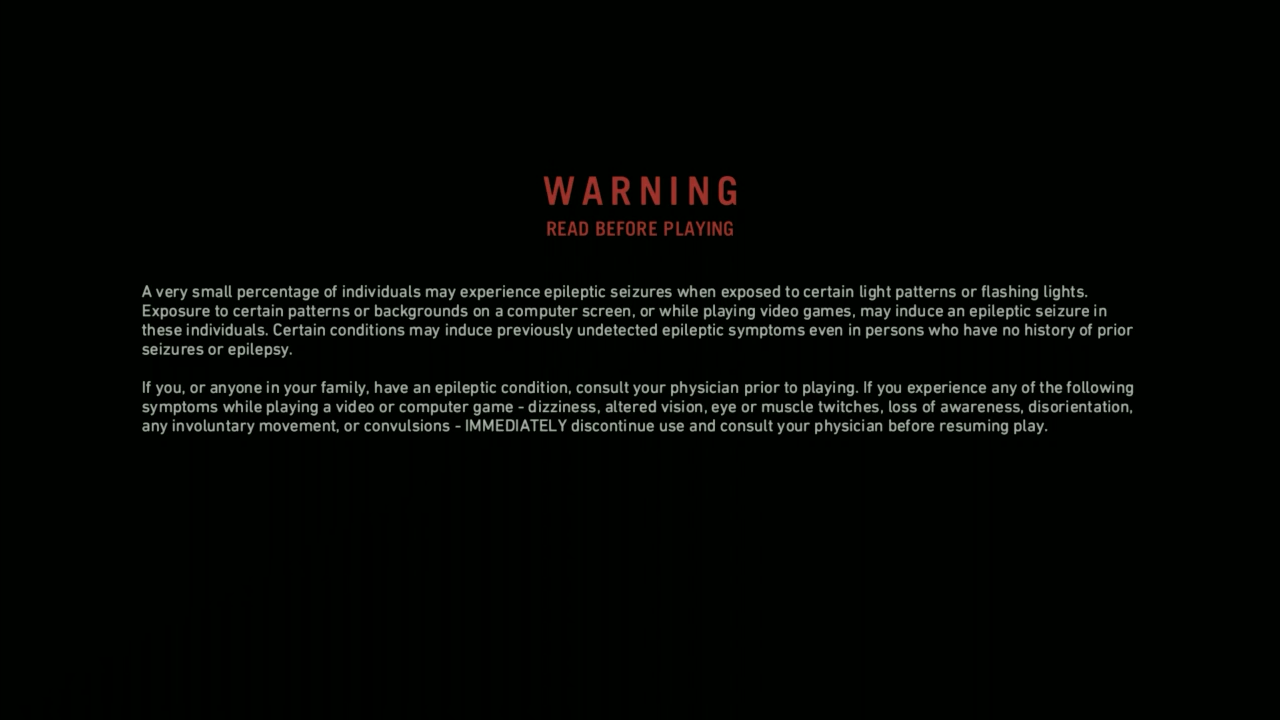 WARNING
READ BEFORE PLAYING
A very small percentage of individuals may experience epileptic seizures when exposed to certain light patterns or flashing lights.
Exposure to certain patterns or backgrounds on a computer screen, or while playing video games, may induce an epileptic seizure in
these individuals. Certain conditions may induce previously undetected epileptic symptoms even in persons who have no history of prior
seizures or epilepsy.
If you, or anyone in your family, have an epileptic condition, consult your physician prior to playing. If you experience any of the following
symptoms while playing a video or computer game - dizziness, altered vision, eye or muscle twitches, loss of awareness, disorientation,
any involuntary movement, or convulsions - IMMEDIATELY discontinue use and consult your physician before resuming play.